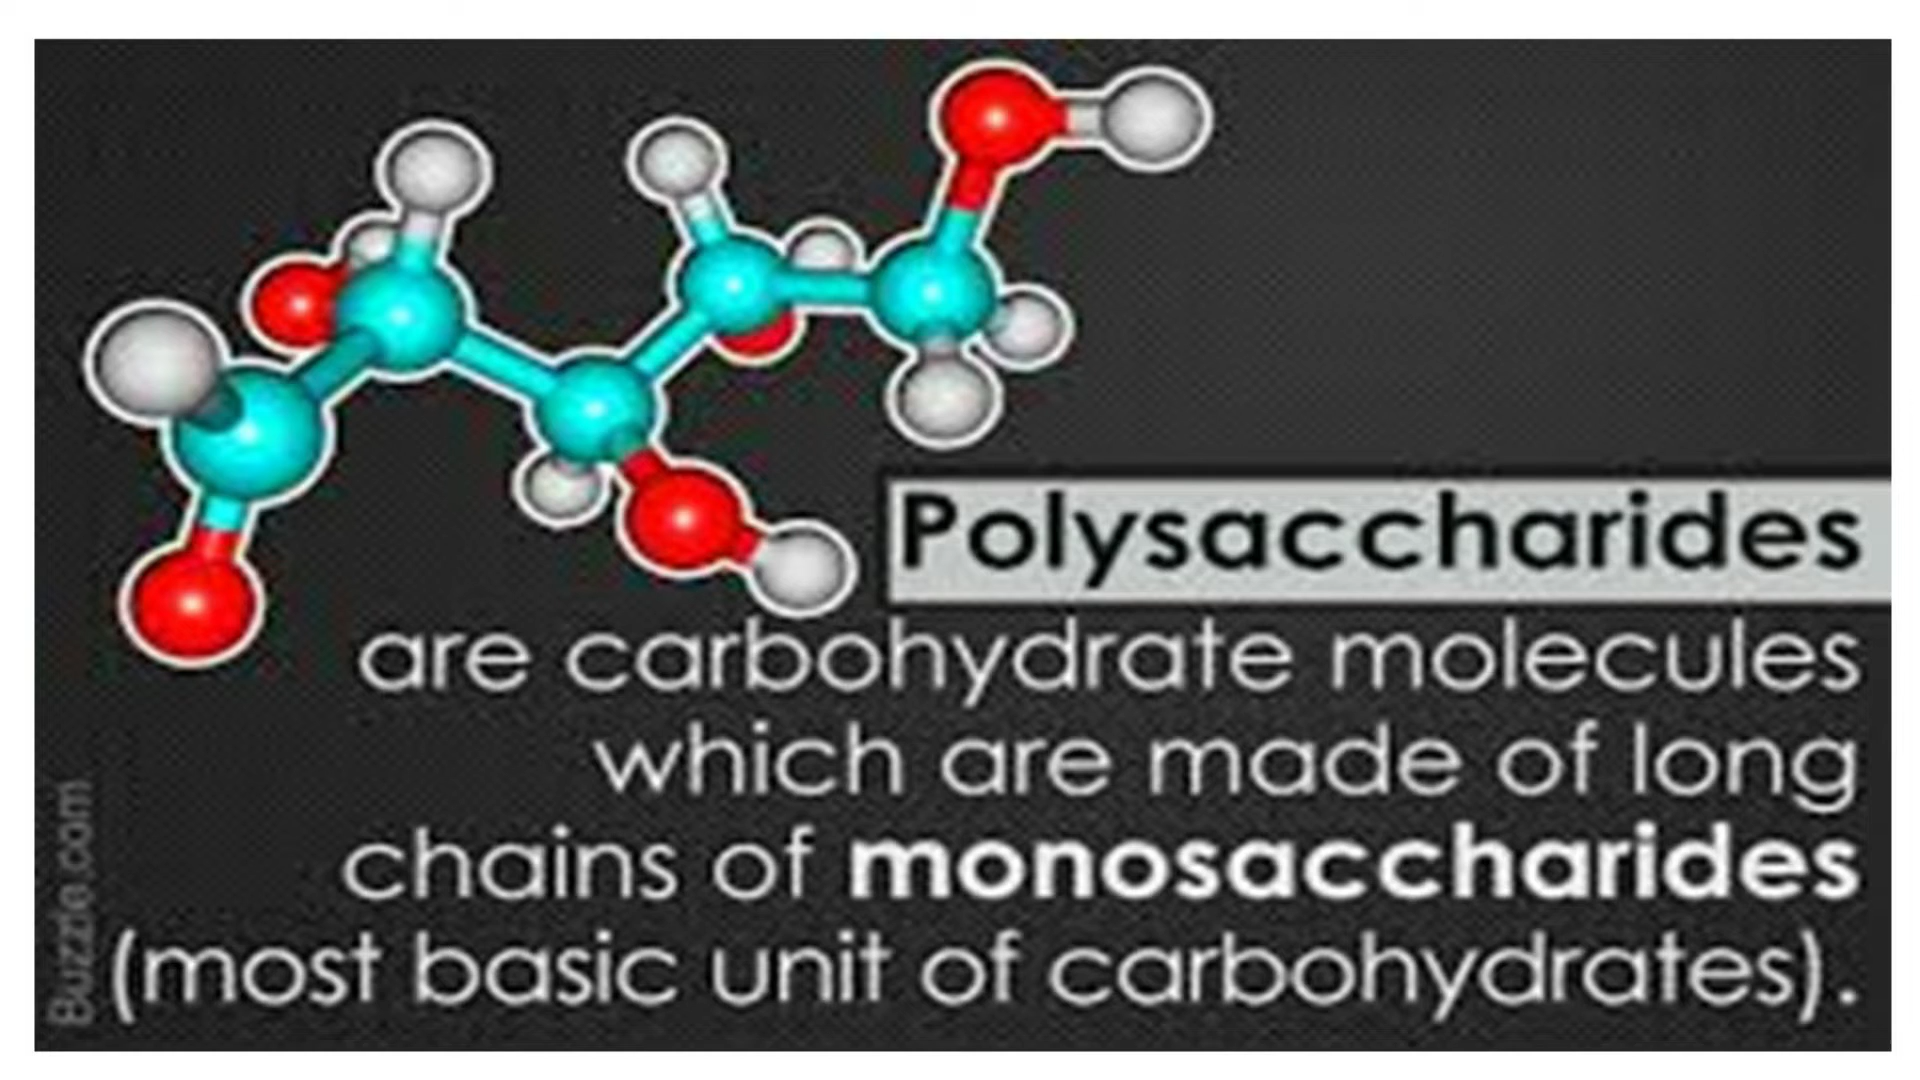 Polysaccharides
are carbohydrate molecules
which are made of long
chains of monosaccharides
(most basic unit of carbohydrates).
Buzzle.com